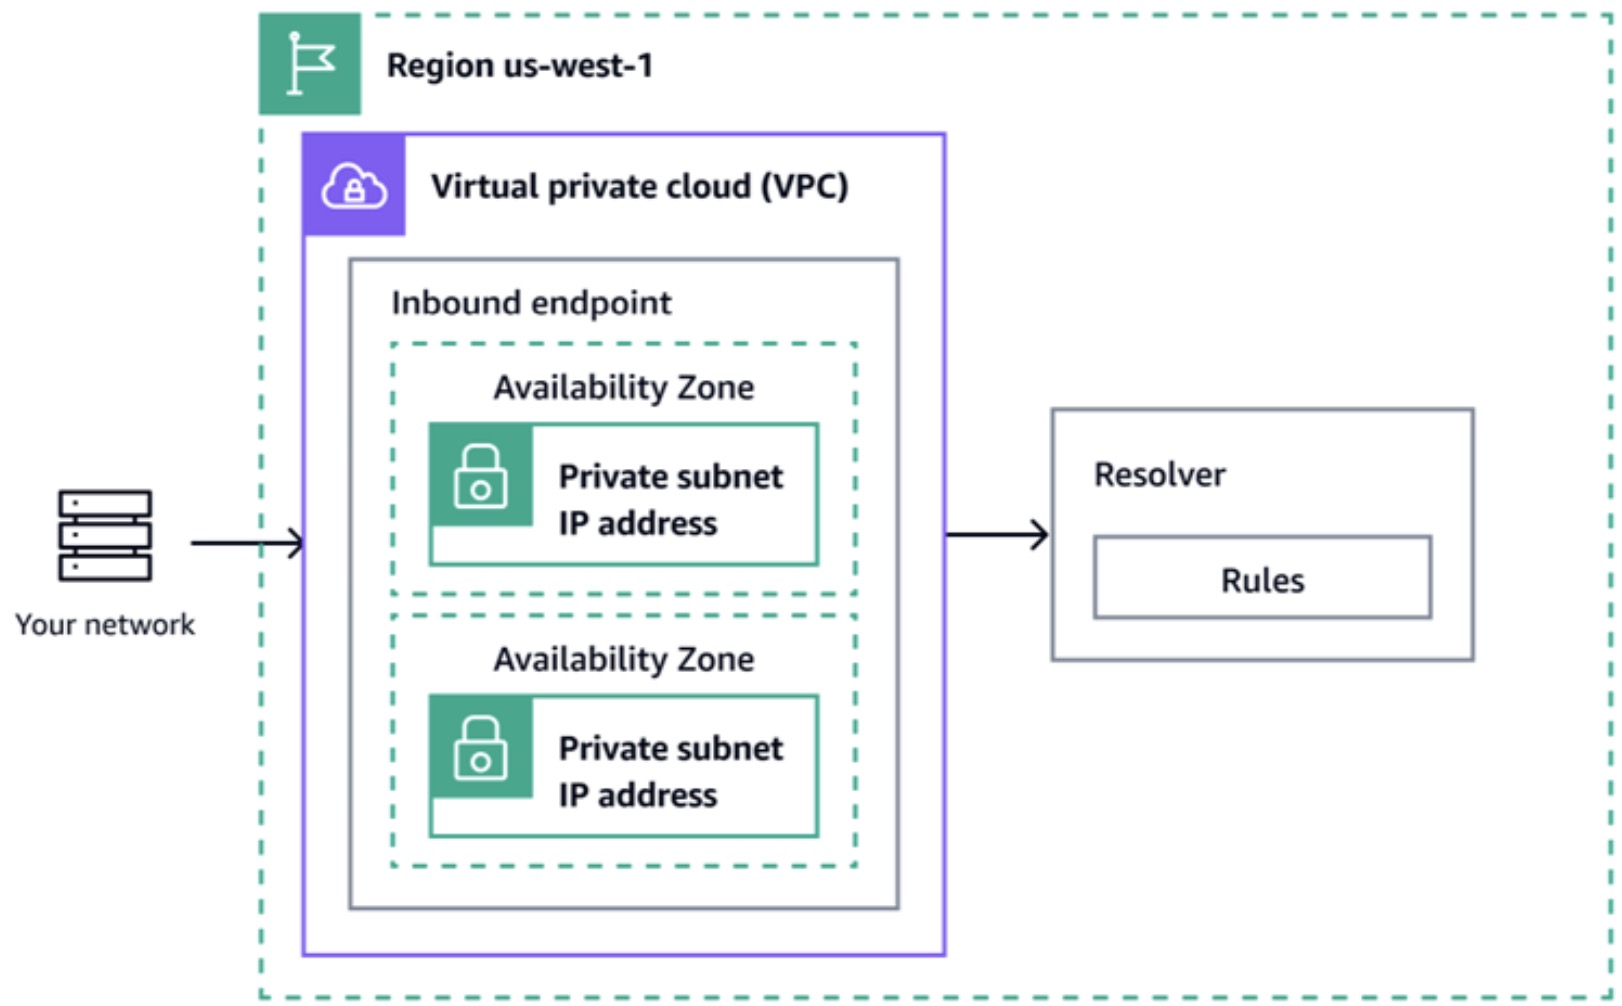 Region us-west-1
Virtual private cloud (VPC)
Inbound endpoint
Availability Zone
Private subnet
IP address
Availability Zone
Private subnet
IP address
Your network
Resolver
Rules